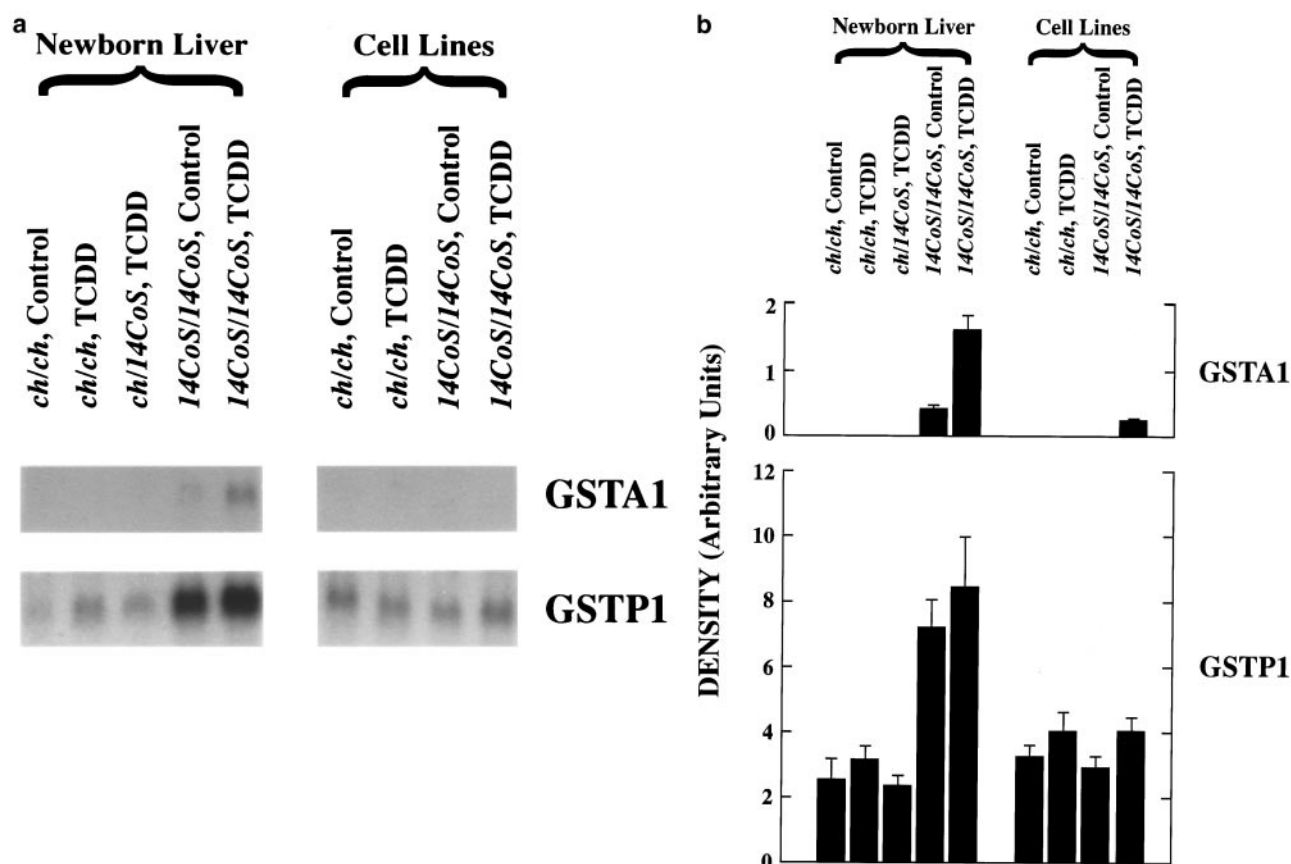 a
Newborn Liver
Cell Lines
ch/ch, Control
ch/ch, TCDD
ch/14CoS, TCDD
14CoS/14CoS, Control
14CoS/14CoS, TCDD
ch/ch, Control
ch/ch, TCDD
14CoS/14CoS, Control
14CoS/14CoS, TCDD
GSTA1
GSTP1
b
Newborn Liver
Cell Lines
ch/ch, Control
ch/ch, TCDD
ch/14CoS, TCDD
14CoS/14CoS, Control
14CoS/14CoS, TCDD
ch/ch, Control
ch/ch, TCDD
14CoS/14CoS, Control
14CoS/14CoS, TCDD
DENSITY (Arbitrary Units)
2
1
0
GSTA1
12
10
8
6
4
2
0
GSTP1